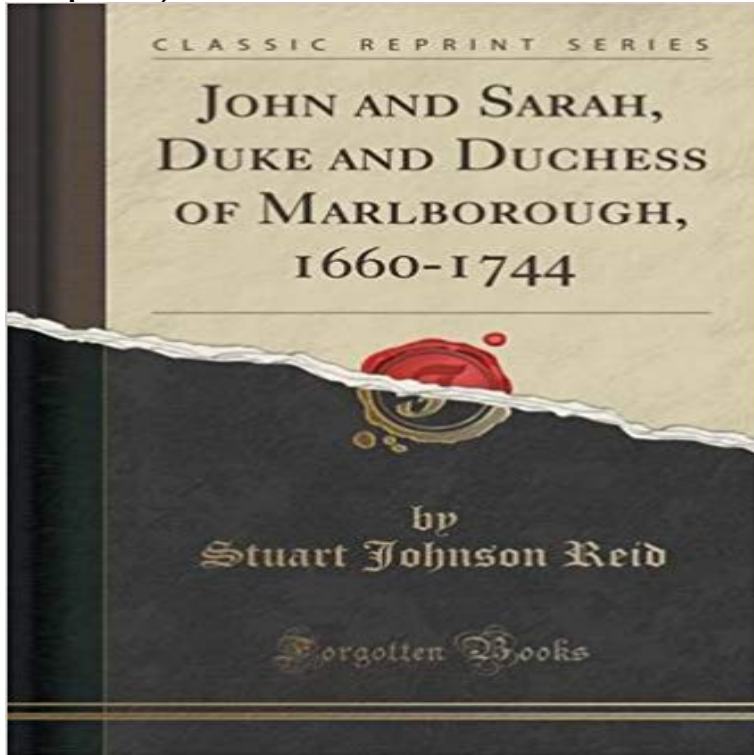 CLASSIC REPRINT SERIES
JOHN AND SARAH,
DUKE AND DUCHESS
OF MARLBOROUGH,
1660-1744
by
Stuart Johnson Reid
Forgotten Books